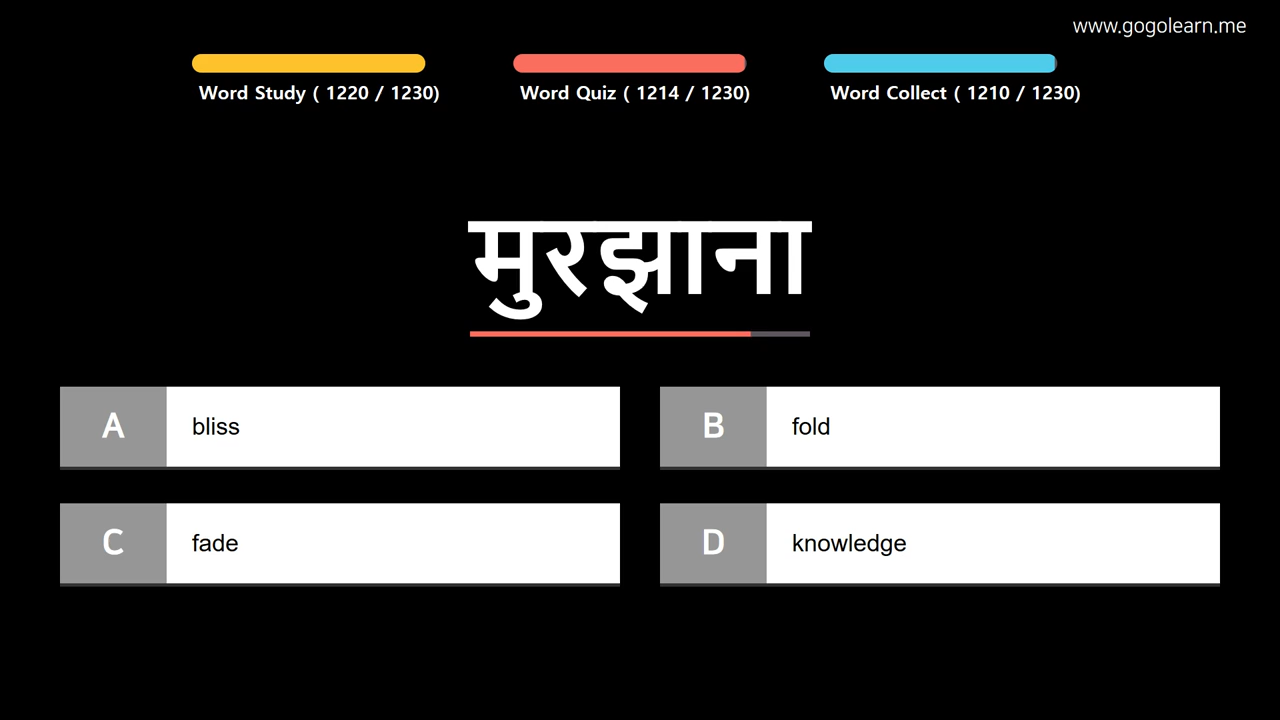 www.gogolearn.me
Word Study ( 1220 / 1230)
Word Quiz ( 1214 / 1230)
Word Collect ( 1210 / 1230)
मुरझाना
A bliss
B fold
C fade
D knowledge